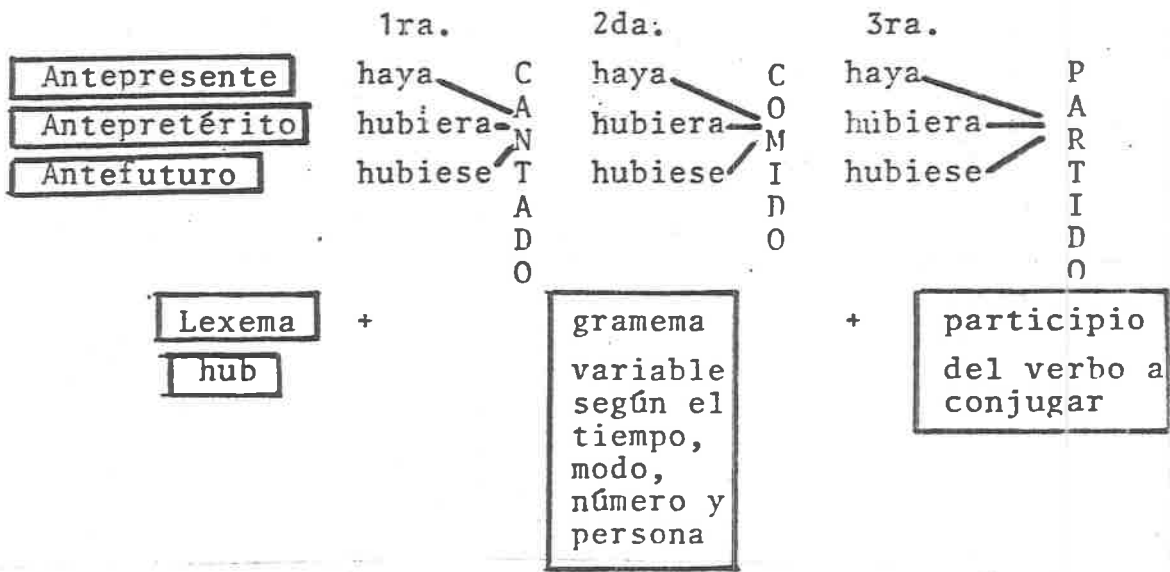 1ra. 2da. 3ra.
Antepresente haya haya haya
Antepretérito hubiera hubiera hubiera
Antefuturo hubiese hubiese hubiese
CANTADO
COMIDO
PARTIDO
Lexema + gramema + participio
hub variable del verbo a
según el conjugar
tiempo,
modo,
número y
persona